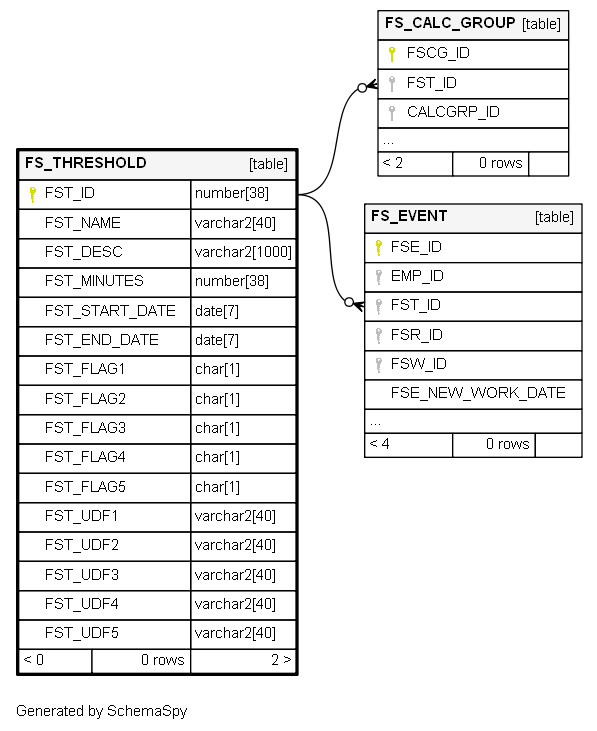 FS_CALC_GROUP [table]
FSCG_ID
FST_ID
CALCGRP_ID
...
< 2 0 rows
FS_THRESHOLD [table]
FST_ID number[38]
FST_NAME varchar2[40]
FST_DESC varchar2[1000]
FST_MINUTES number[38]
FST_START_DATE date[7]
FST_END_DATE date[7]
FST_FLAG1 char[1]
FST_FLAG2 char[1]
FST_FLAG3 char[1]
FST_FLAG4 char[1]
FST_FLAG5 char[1]
FST_UDF1 varchar2[40]
FST_UDF2 varchar2[40]
FST_UDF3 varchar2[40]
FST_UDF4 varchar2[40]
FST_UDF5 varchar2[40]
< 0 0 rows 2 >
FS_EVENT [table]
FSE_ID
EMP_ID
FST_ID
FSR_ID
FSW_ID
FSE_NEW_WORK_DATE
...
< 4 0 rows
Generated by SchemaSpy